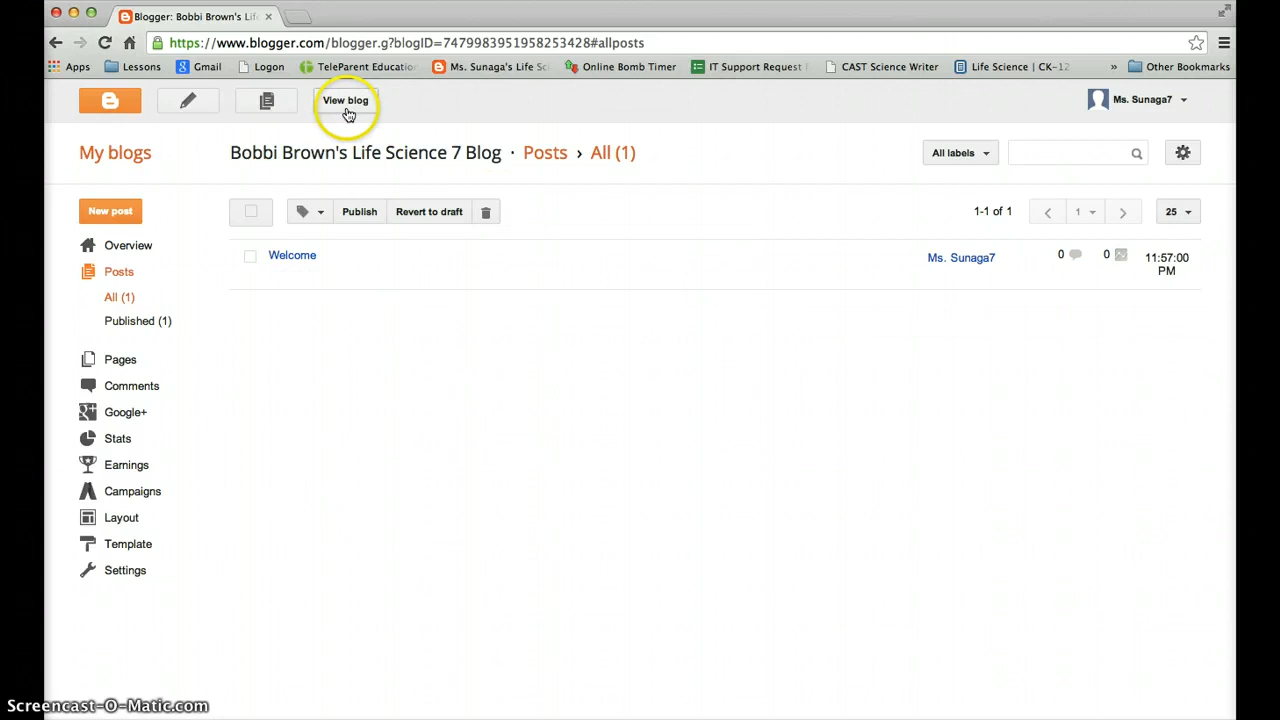 Blogger: Bobbi Brown's Life
https://www.blogger.com/blogger.g?blogID=7479983951958253428#allposts
Apps Lessons Gmail Logon TeleParent Education Ms. Sunaga's Life Sc Online Bomb Timer IT Support Request CAST Science Writer Life Science | CK-12 » Other Bookmarks
View blog Ms. Sunaga7
My blogs Bobbi Brown's Life Science 7 Blog · Posts › All (1) All labels
New post Publish Revert to draft 1-1 of 1 1 25
Overview
Welcome Ms. Sunaga7 0 0 11:57:00 PM
Posts
All (1)
Published (1)
Pages
Comments
Google+
Stats
Earnings
Campaigns
Layout
Template
Settings
Screencast-O-Matic.com